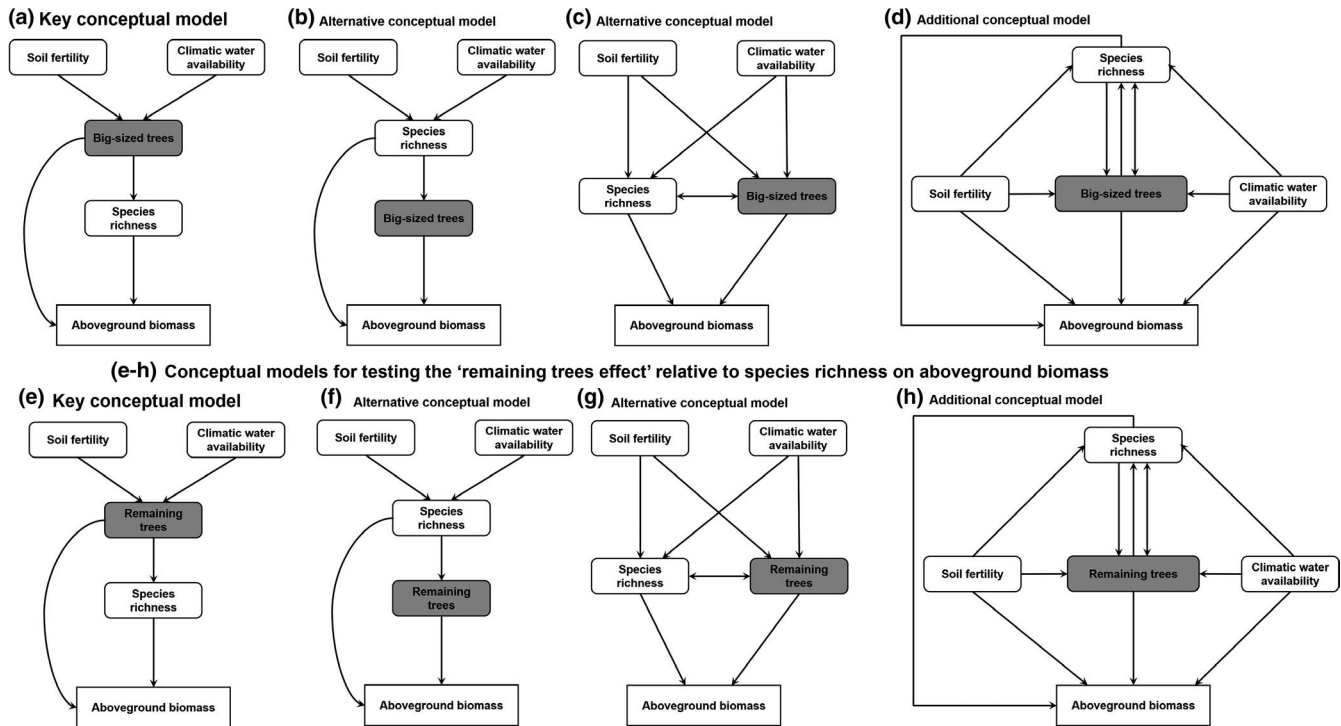 (a) Key conceptual model
Soil fertility
Climatic water
availability
Big-sized trees
Species
richness
Aboveground biomass
(b) Alternative conceptual model
Soil fertility
Climatic water
availability
Species
richness
Big-sized trees
Aboveground biomass
(c) Alternative conceptual model
Soil fertility
Climatic water
availability
Species
richness
Big-sized trees
Aboveground biomass
(d) Additional conceptual model
Species
richness
Soil fertility
Big-sized trees
Climatic water
availability
Aboveground biomass
(e-h) Conceptual models for testing the 'remaining trees effect' relative to species richness on aboveground biomass
(e) Key conceptual model
Soil fertility
Climatic water
availability
Remaining
trees
Species
richness
Aboveground biomass
(f) Alternative conceptual model
Soil fertility
Climatic water
availability
Species
richness
Remaining
trees
Aboveground biomass
(g) Alternative conceptual model
Soil fertility
Climatic water
availability
Species
richness
Remaining
trees
Aboveground biomass
(h) Additional conceptual model
Species
richness
Soil fertility
Remaining trees
Climatic water
availability
Aboveground biomass